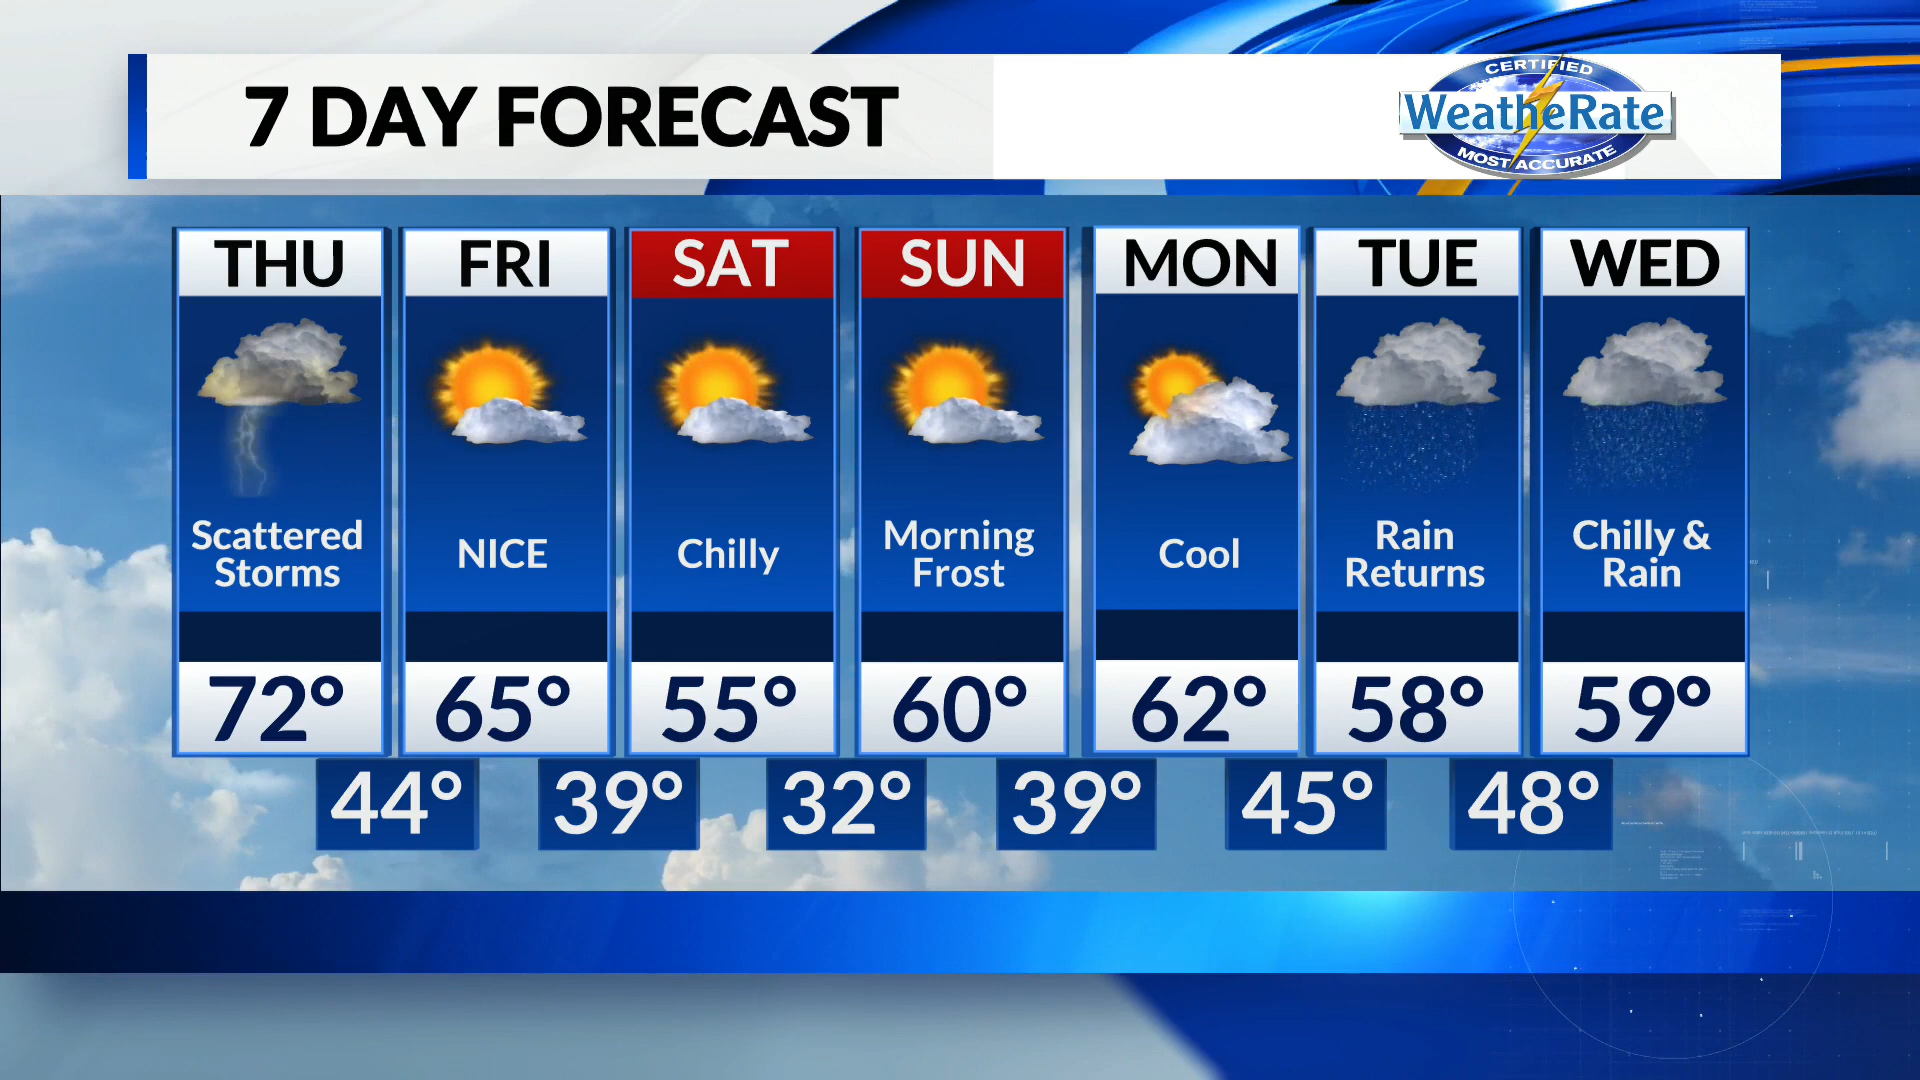 7 DAY FORECAST
CERTIFIED
WeatheRate
MOST ACCURATE
THU
FRI
SAT
SUN
MON
TUE
WED
Scattered
Storms
NICE
Chilly
Morning
Frost
Cool
Rain
Returns
Chilly &
Rain
72°
65°
55°
60°
62°
58°
59°
44°
39°
32°
39°
45°
48°